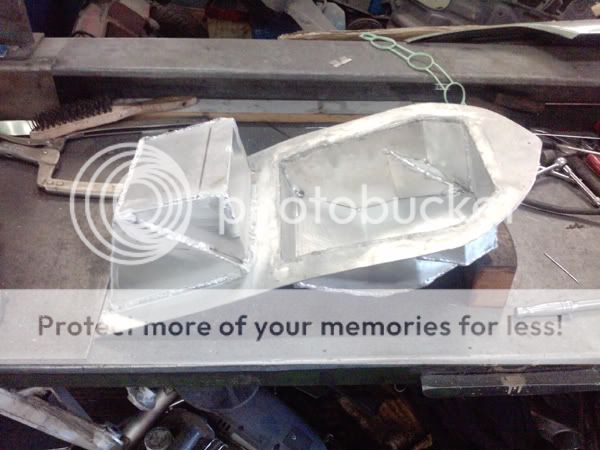 photobucket
Protect more of your memories for less!